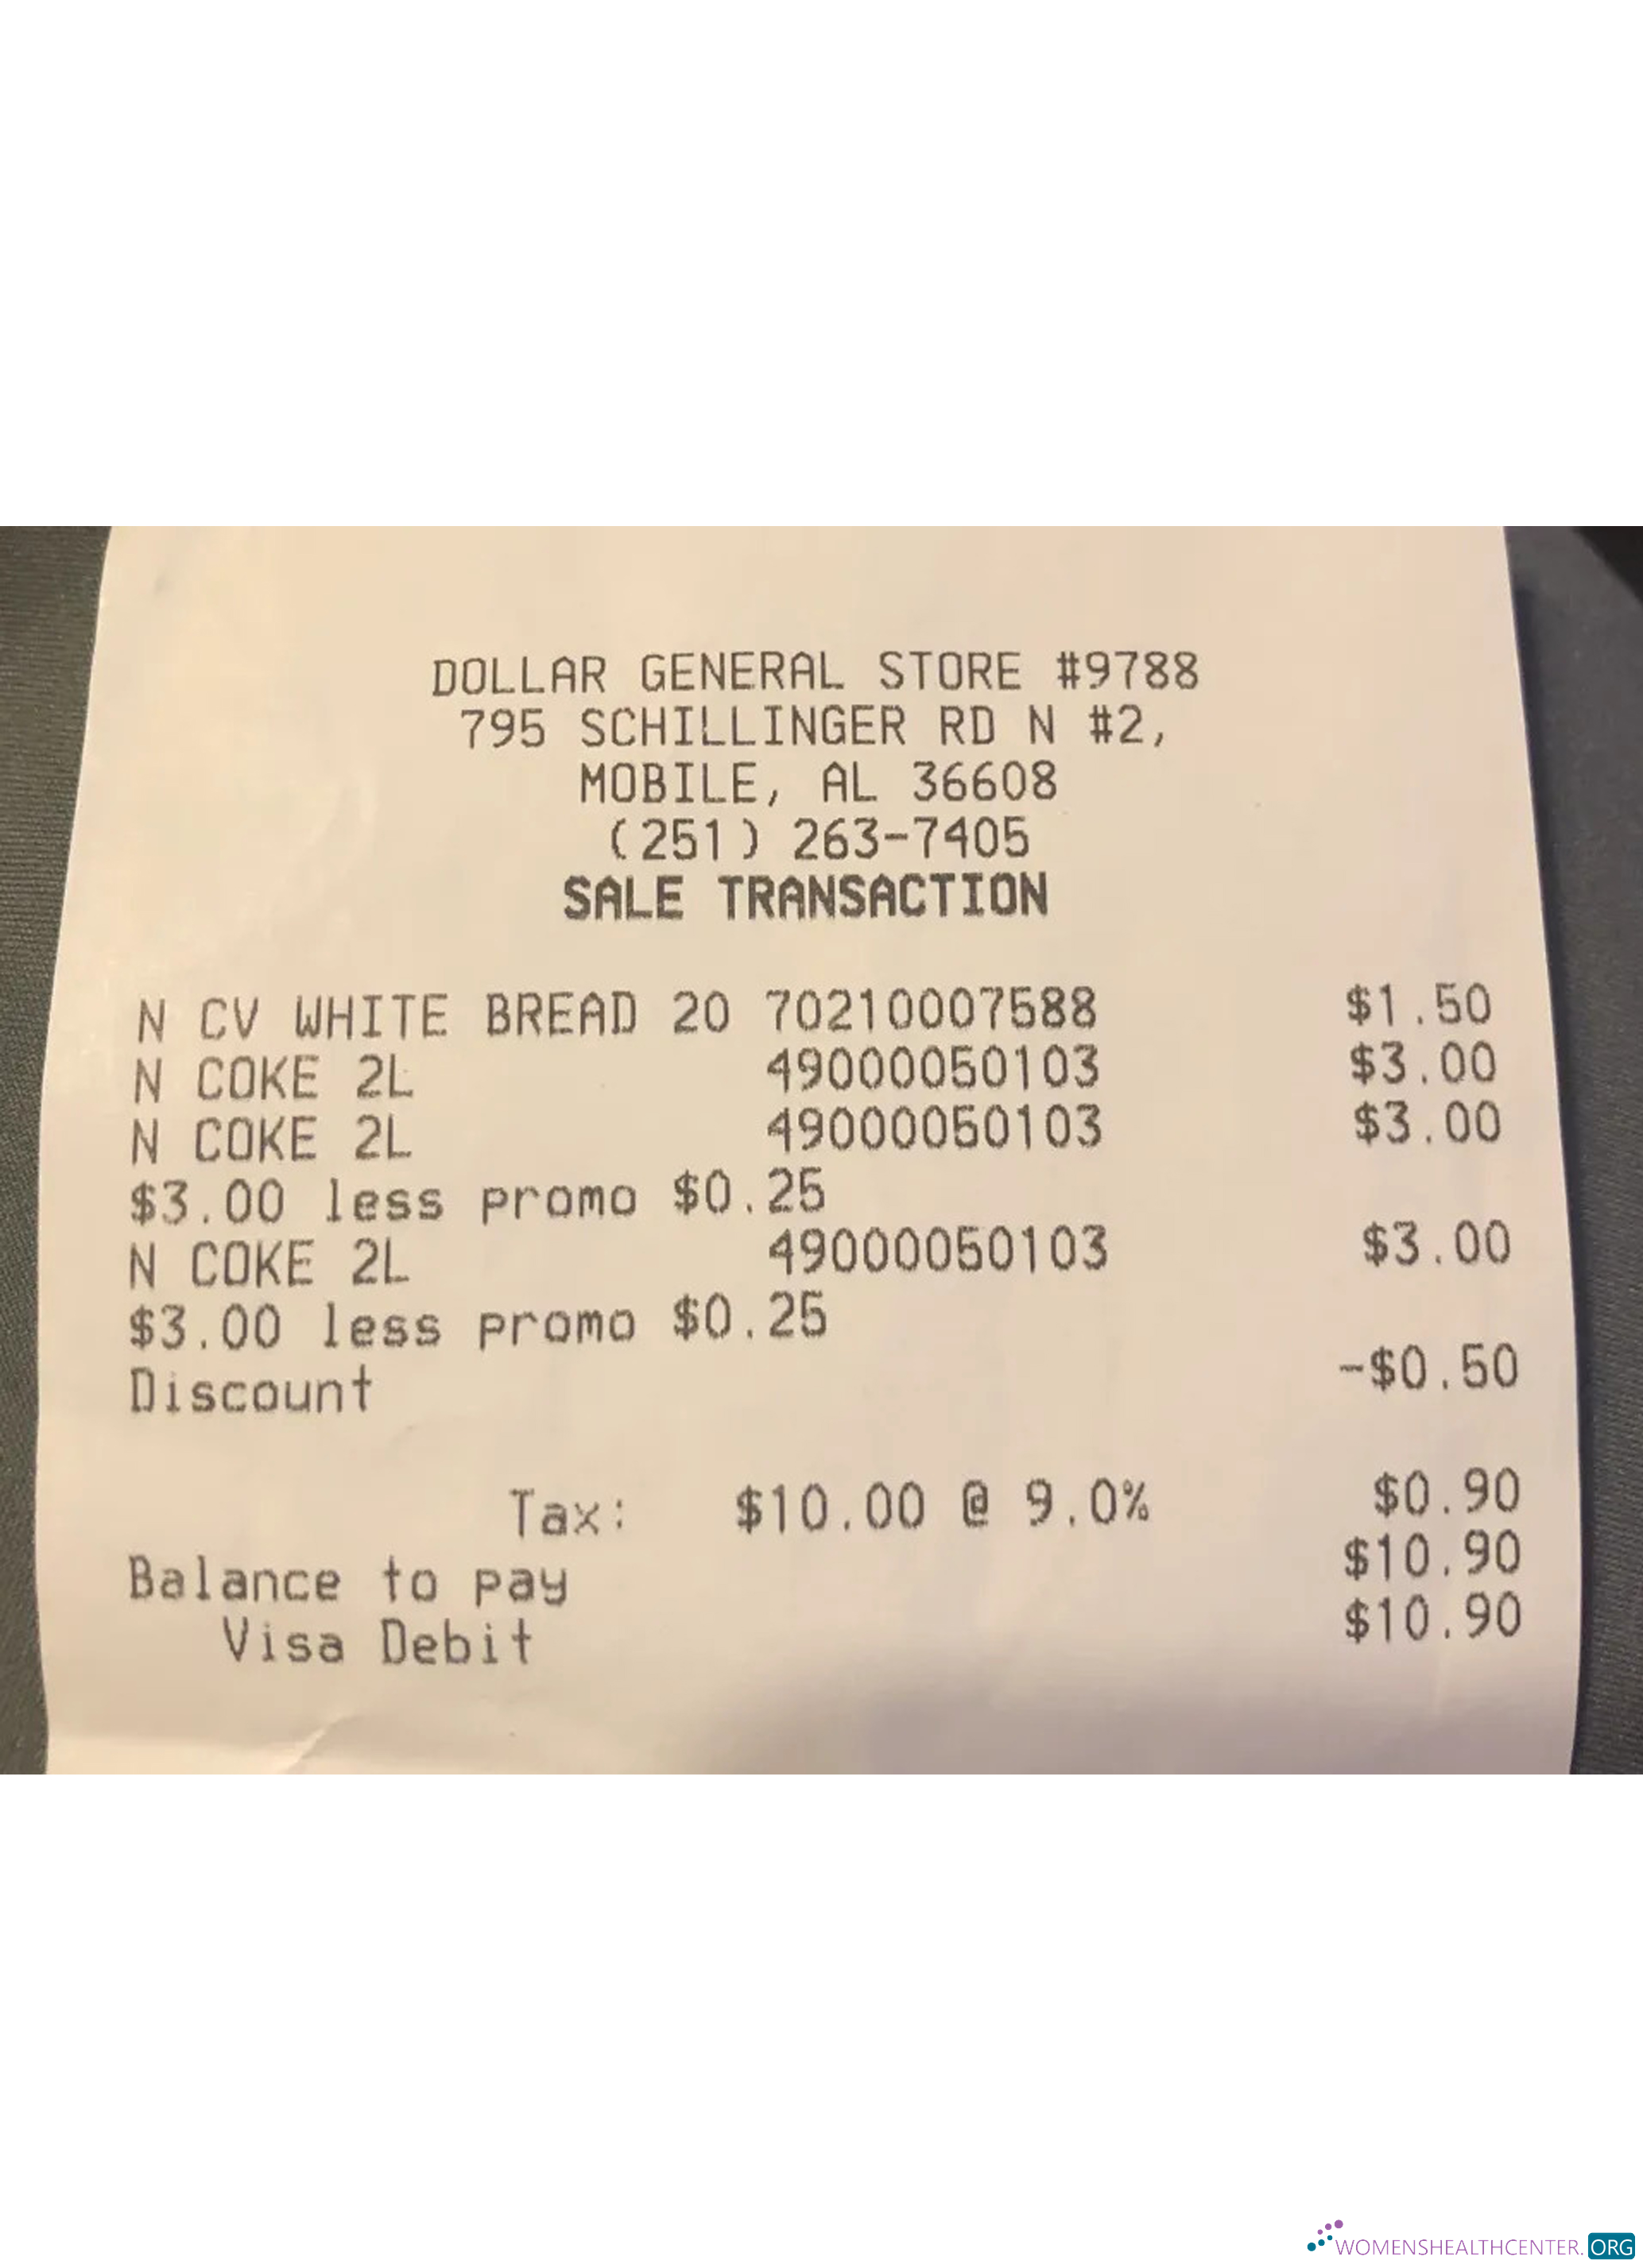 DOLLAR GENERAL STORE #9788
795 SCHILLINGER RD N #2,
MOBILE, AL 36608
(251) 263-7405
SALE TRANSACTION
N CV WHITE BREAD 20 70210007588 $1.50
N COKE 2L 49000050103 $3.00
N COKE 2L 49000050103 $3.00
$3.00 less promo $0.25
N COKE 2L 49000050103 $3.00
$3.00 less promo $0.25
Discount -$0.50
Tax: $10.00 @ 9.0% $0.90
Balance to pay $10.90
Visa Debit $10.90
WOMENSHEALTHCENTER.ORG